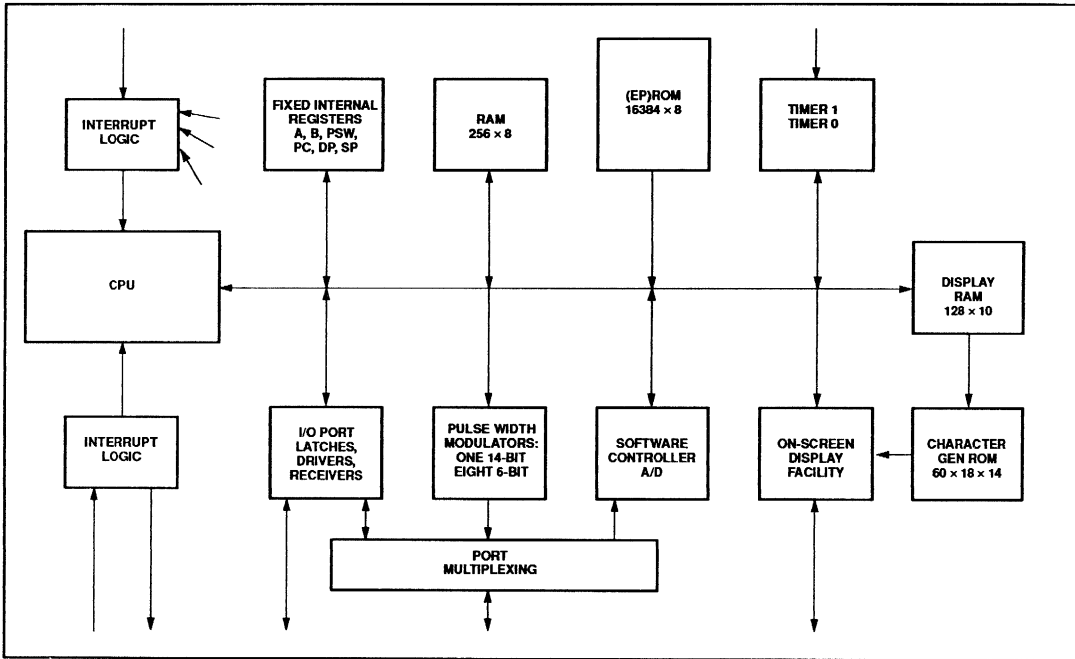 INTERRUPT
LOGIC
FIXED INTERNAL
REGISTERS
A, B, PSW,
PC, DP, SP
RAM
256 × 8
(EP)ROM
16384 × 8
TIMER 1
TIMER 0
CPU
DISPLAY
RAM
128 × 10
INTERRUPT
LOGIC
I/O PORT
LATCHES,
DRIVERS,
RECEIVERS
PULSE WIDTH
MODULATORS:
ONE 14-BIT
EIGHT 6-BIT
SOFTWARE
CONTROLLER
A/D
ON-SCREEN
DISPLAY
FACILITY
CHARACTER
GEN ROM
60 × 18 × 14
PORT
MULTIPLEXING